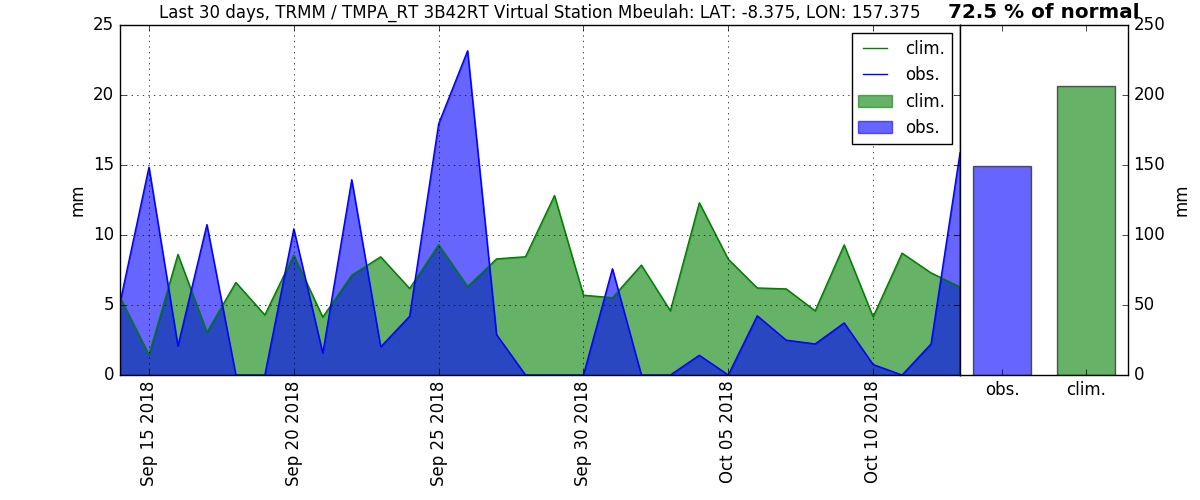 Last 30 days, TRMM / TMPA_RT 3B42RT Virtual Station Mbeulah: LAT: -8.375, LON: 157.375
72.5 % of normal
25
20
15
10
5
0
mm
clim.
obs.
clim.
obs.
250
200
150
100
50
0
mm
Sep 15 2018
Sep 20 2018
Sep 25 2018
Sep 30 2018
Oct 05 2018
Oct 10 2018
obs.
clim.